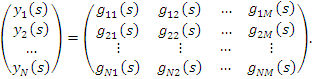 y₁(s) = g₁₁(s) g₁₂(s) … g₁M(s)
y₂(s) g₂₁(s) g₂₂(s) … g₂M(s)
… ⋮ ⋮ … ⋮
yN(s) gN1(s) gN2(s) … gNM(s) .